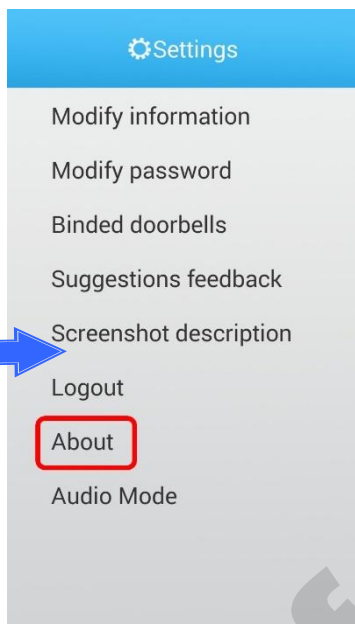 Settings
Modify information
Modify password
Binded doorbells
Suggestions feedback
Screenshot description
Logout
About
Audio Mode